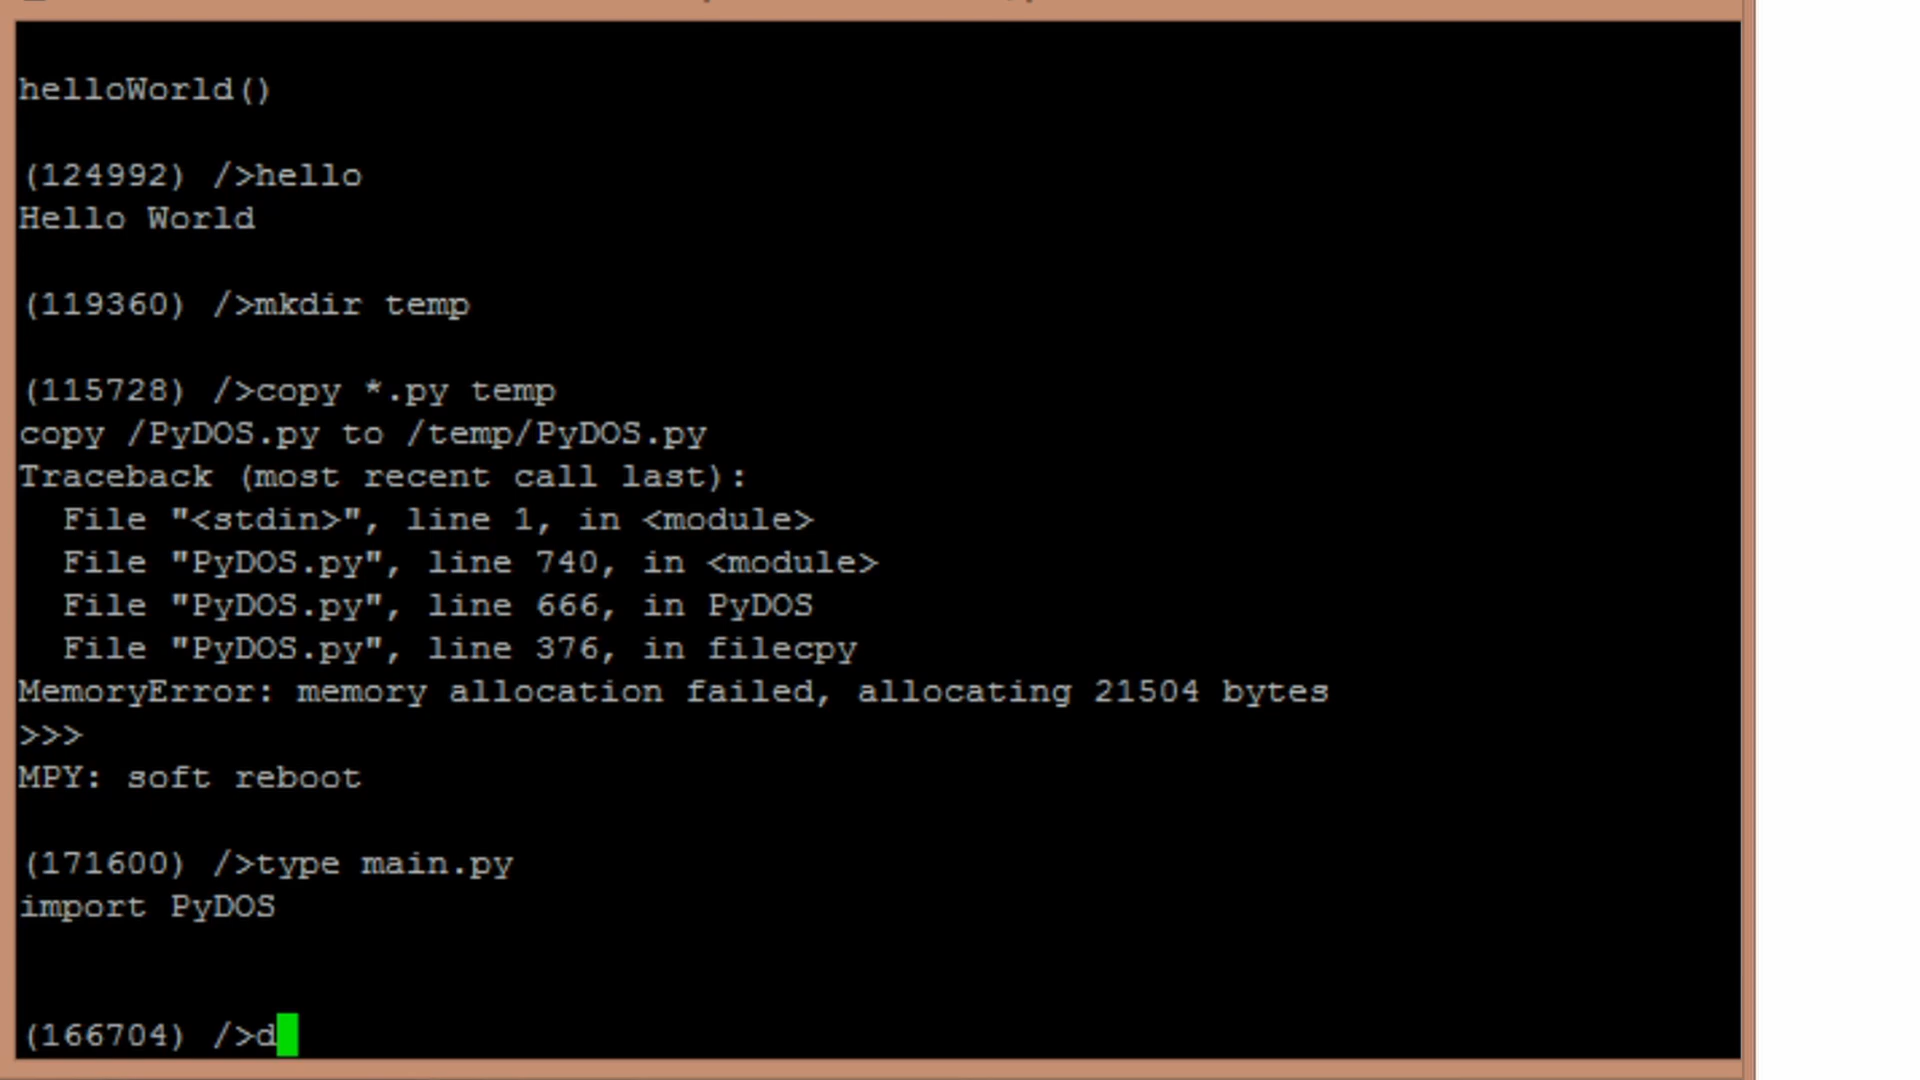 helloWorld()
(124992) />hello
Hello World
(119360) />mkdir temp
(115728) />copy *.py temp
copy /PyDOS.py to /temp/PyDOS.py
Traceback (most recent call last):
  File "<stdin>", line 1, in <module>
  File "PyDOS.py", line 740, in <module>
  File "PyDOS.py", line 666, in PyDOS
  File "PyDOS.py", line 376, in filecpy
MemoryError: memory allocation failed, allocating 21504 bytes
>>>
MPY: soft reboot
(171600) />type main.py
import PyDOS
(166704) />d